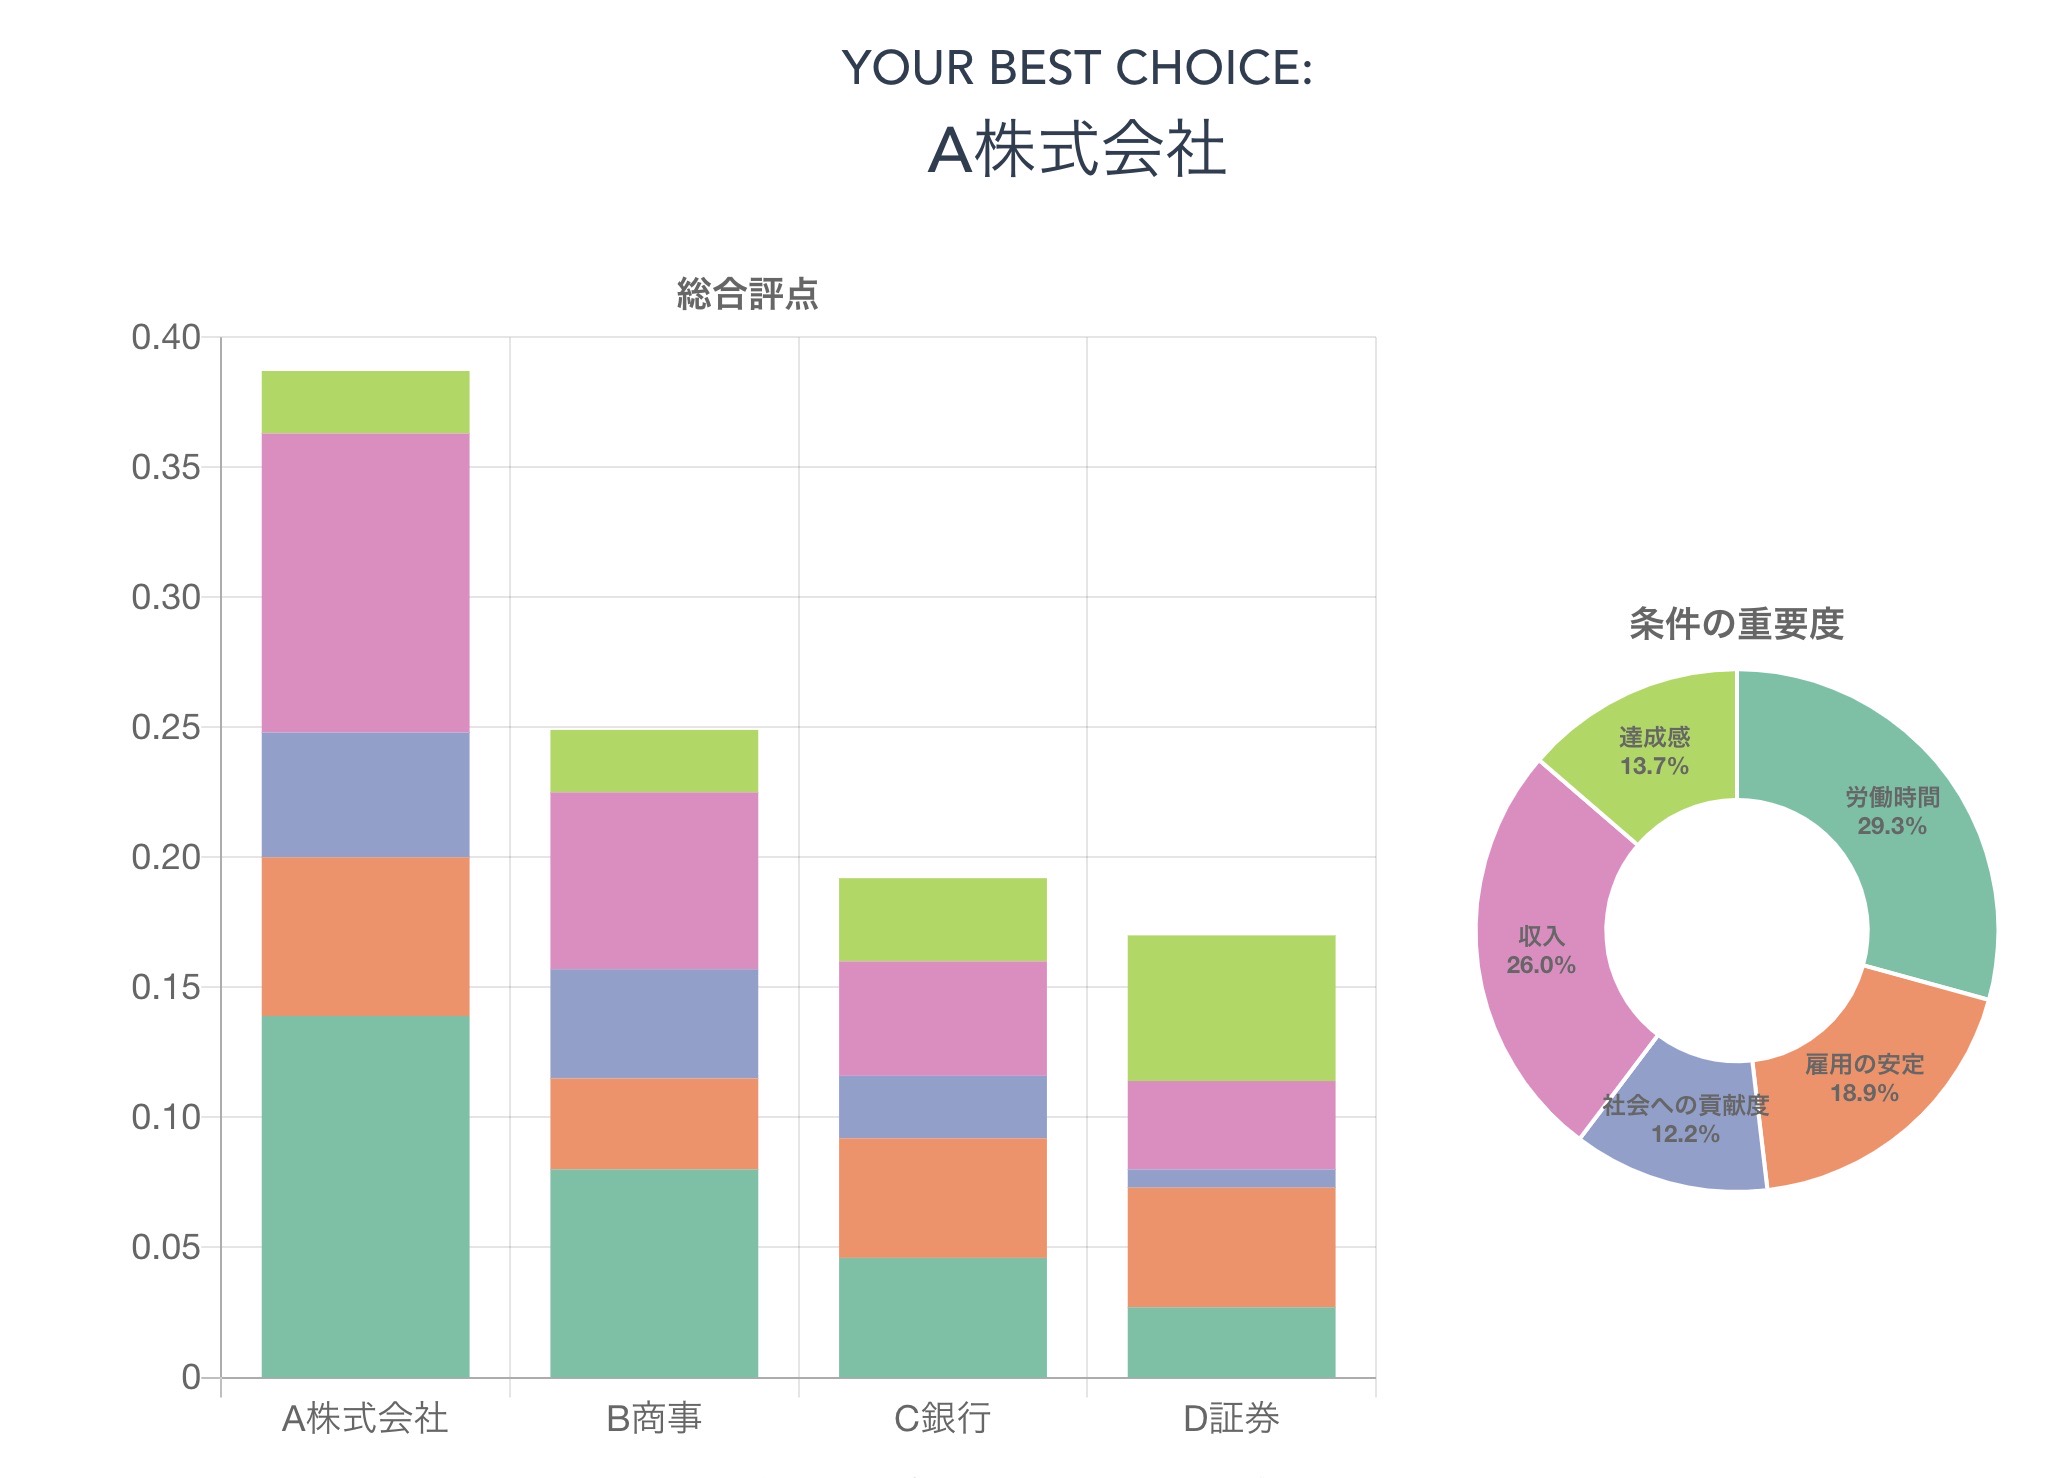 YOUR BEST CHOICE:
A株式会社
総合評点
0.40
0.35
0.30
0.25
0.20
0.15
0.10
0.05
0
A株式会社
B商事
C銀行
D証券
条件の重要度
達成感
13.7%
労働時間
29.3%
収入
26.0%
雇用の安定
18.9%
社会への貢献度
12.2%